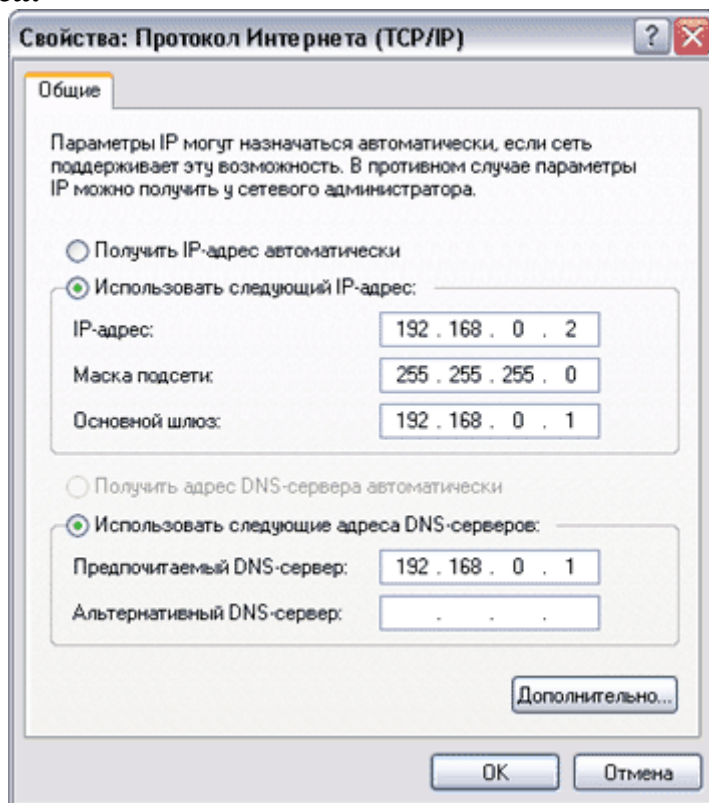 Свойства: Протокол Интернета (TCP/IP)
?
Общие
Параметры IP могут назначаться автоматически, если сеть
поддерживает эту возможность. В противном случае параметры
IP можно получить у сетевого администратора.
Получить IP-адрес автоматически
Использовать следующий IP-адрес:
IP-адрес: 192 . 168 . 0 . 2
Маска подсети: 255 . 255 . 255 . 0
Основной шлюз: 192 . 168 . 0 . 1
Получить адрес DNS-сервера автоматически
Использовать следующие адреса DNS-серверов:
Предпочитаемый DNS-сервер: 192 . 168 . 0 . 1
Альтернативный DNS-сервер: . . .
Дополнительно...
OK Отмена